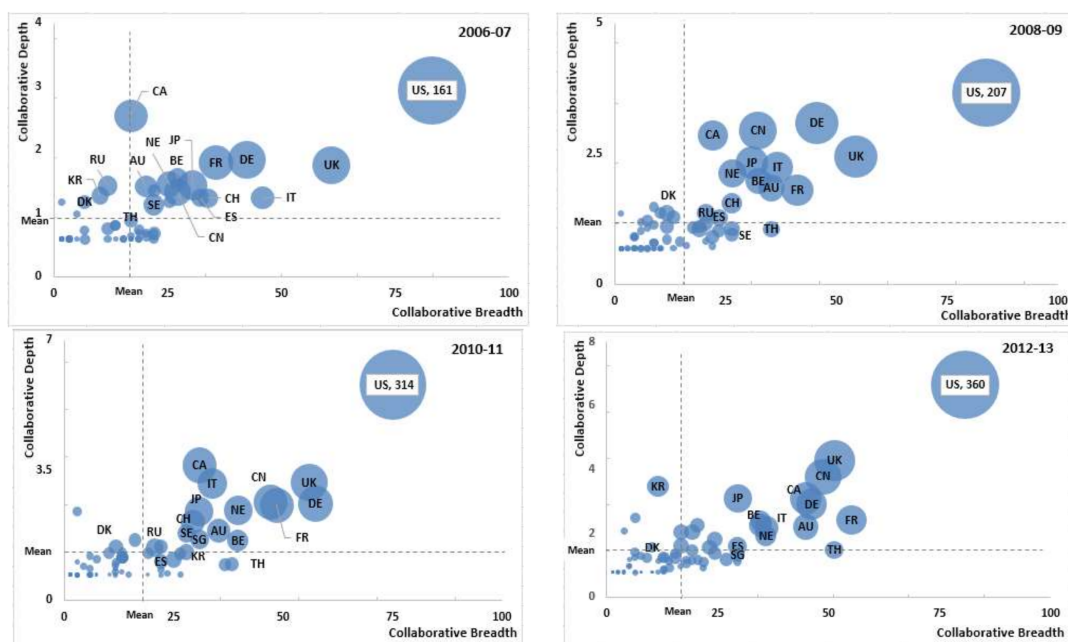 2006-07
Collaborative Depth
4
3
2
1
Mean
0
CA
US, 161
NE
JP
RU
AU
BE
FR
DE
UK
KR
DK
SE
CH
IT
TH
ES
CN
0
Mean
25
50
75
100
Collaborative Breadth
2008-09
Collaborative Depth
5
2.5
Mean
0
US, 207
CA
CN
DE
UK
JP
IT
NE
BE
AU
FR
DK
RU
CH
ES
SE
TH
0
Mean
25
50
75
100
Collaborative Breadth
2010-11
Collaborative Depth
7
3.5
Mean
0
US, 314
CA
IT
CN
UK
JP
NE
DE
CH
DK
RU
SE
AU
FR
SG
BE
ES
KR
TH
0
Mean
25
50
75
100
Collaborative Breadth
2012-13
Collaborative Depth
8
6
4
2
Mean
0
US, 360
UK
CN
KR
CA
JP
DE
BE
IT
AU
FR
NE
DK
ES
SG
TH
0
Mean
25
50
75
100
Collaborative Breadth